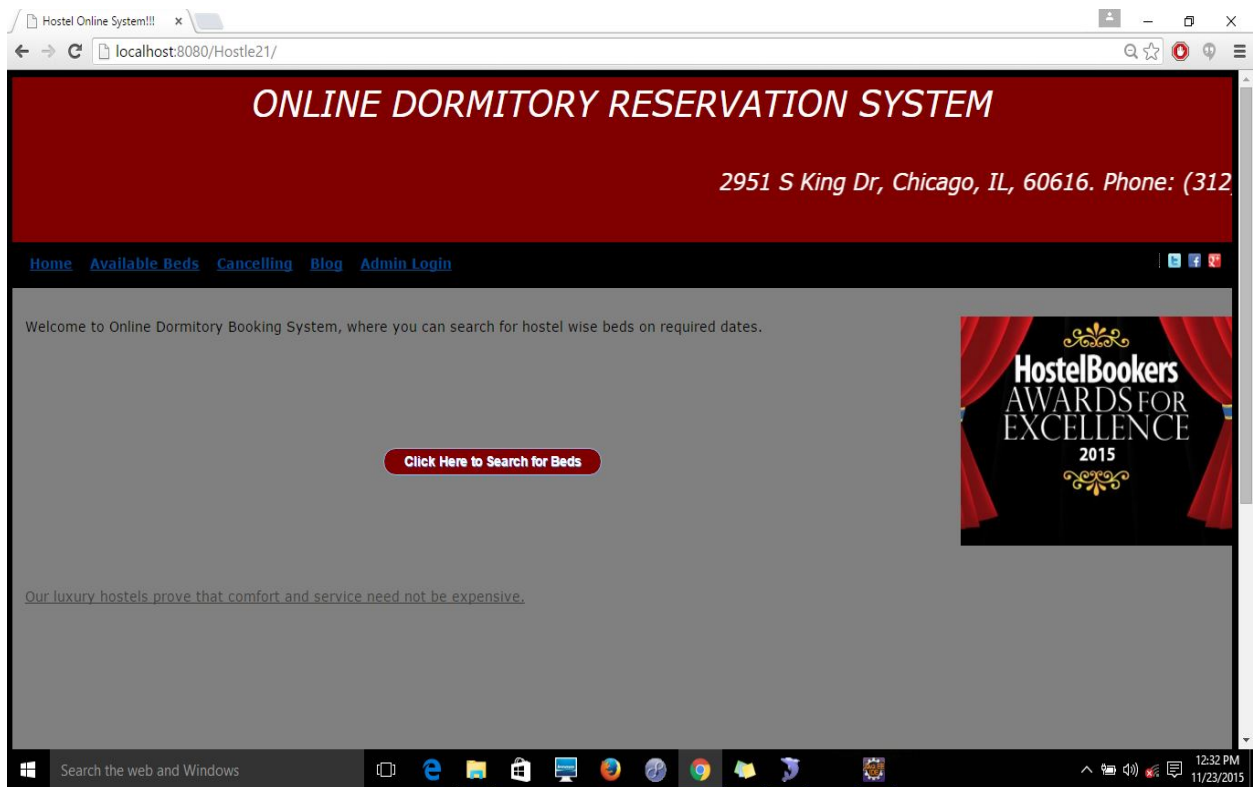 Hostel Online System!!!
localhost:8080/Hostle21/
ONLINE DORMITORY RESERVATION SYSTEM
2951 S King Dr, Chicago, IL, 60616. Phone: (312
Home Available Beds Cancelling Blog Admin Login
Welcome to Online Dormitory Booking System, where you can search for hostel wise beds on required dates.
HostelBookers
AWARDS FOR
EXCELLENCE
2015
Click Here to Search for Beds
Our luxury hostels prove that comfort and service need not be expensive.
Search the web and Windows
12:32 PM
11/23/2015